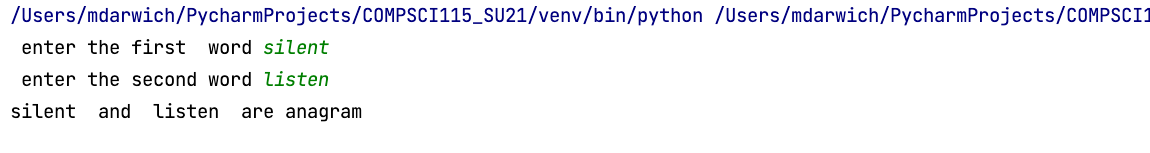 /Users/mdarwich/PycharmProjects/COMPSCI115_SU21/venv/bin/python /Users/mdarwich/PycharmProjects/COMPSCI1
enter the first  word silent
enter the second word listen
silent  and  listen  are anagram